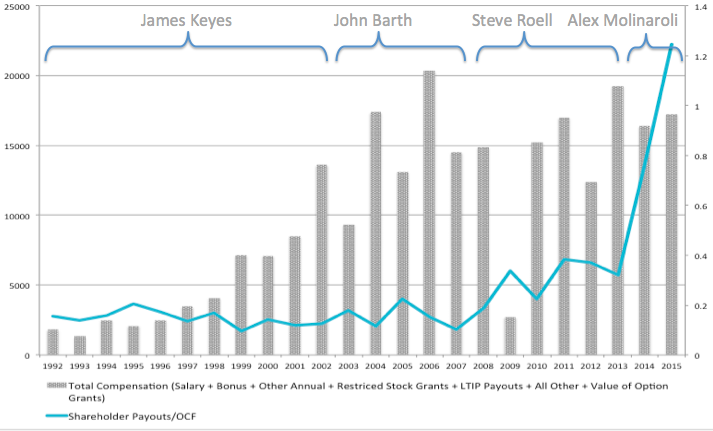 James Keyes John Barth Steve Roell Alex Molinaroli
25000
20000
15000
10000
5000
0
1.4
1.2
1
0.8
0.6
0.4
0.2
0
1992 1993 1994 1995 1996 1997 1998 1999 2000 2001 2002 2003 2004 2005 2006 2007 2008 2009 2010 2011 2012 2013 2014 2015
Total Compensation (Salary + Bonus + Other Annual + Restriced Stock Grants + LTIP Payouts + All Other + Value of Option
Grants)
Shareholder Payouts/OCF